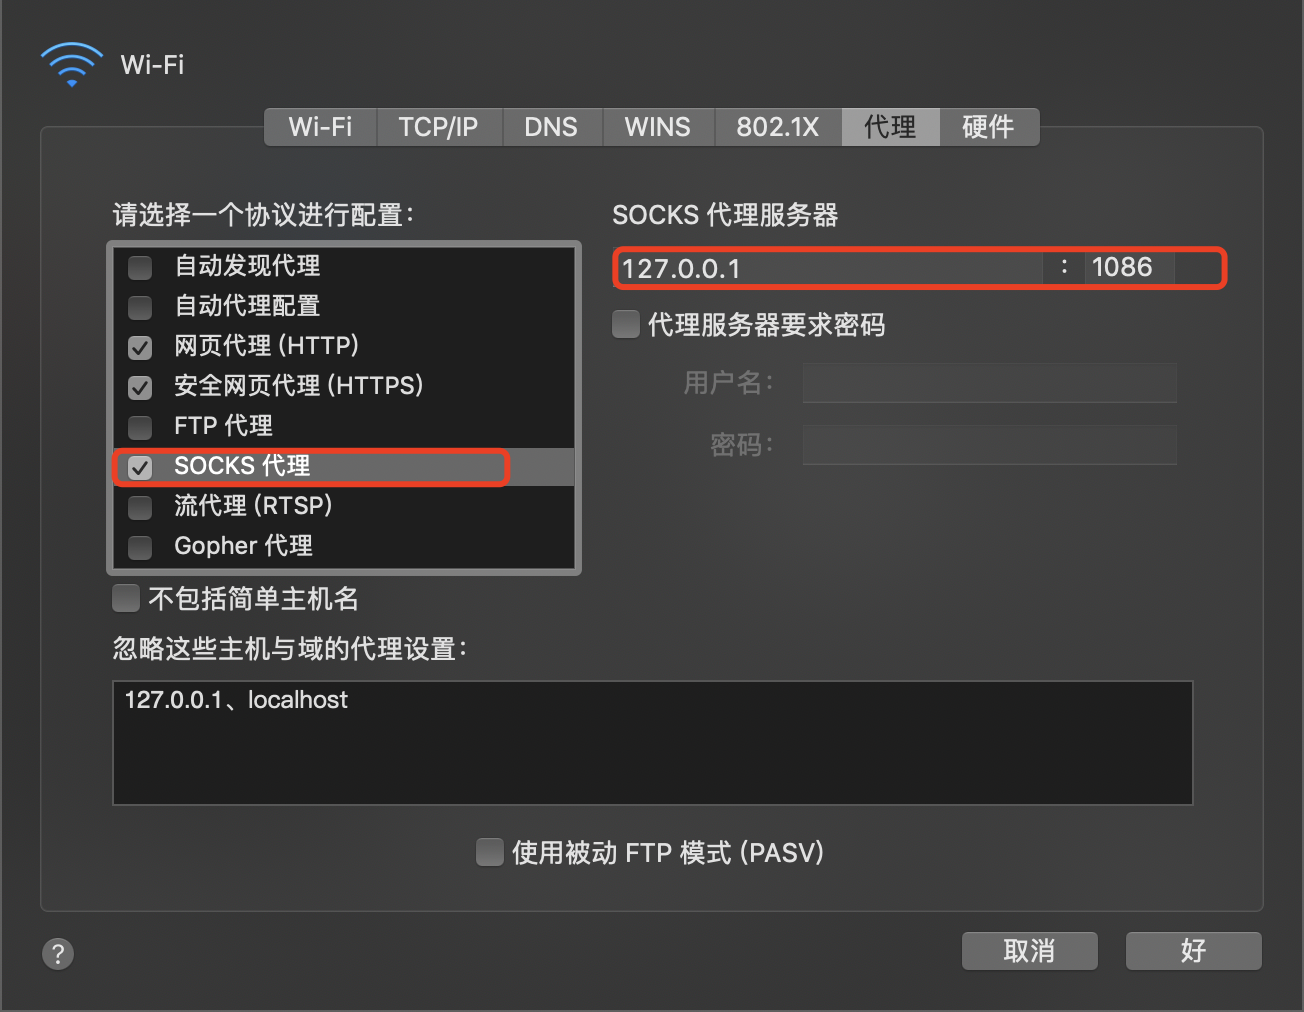 Wi-Fi
Wi-Fi TCP/IP DNS WINS 802.1X 代理 硬件
请选择一个协议进行配置：
自动发现代理
自动代理配置
网页代理 (HTTP)
安全网页代理 (HTTPS)
FTP 代理
SOCKS 代理
流代理 (RTSP)
Gopher 代理
SOCKS 代理服务器
127.0.0.1 : 1086
代理服务器要求密码
用户名：
密码：
不包括简单主机名
忽略这些主机与域的代理设置：
127.0.0.1、localhost
使用被动 FTP 模式 (PASV)
?
取消 好